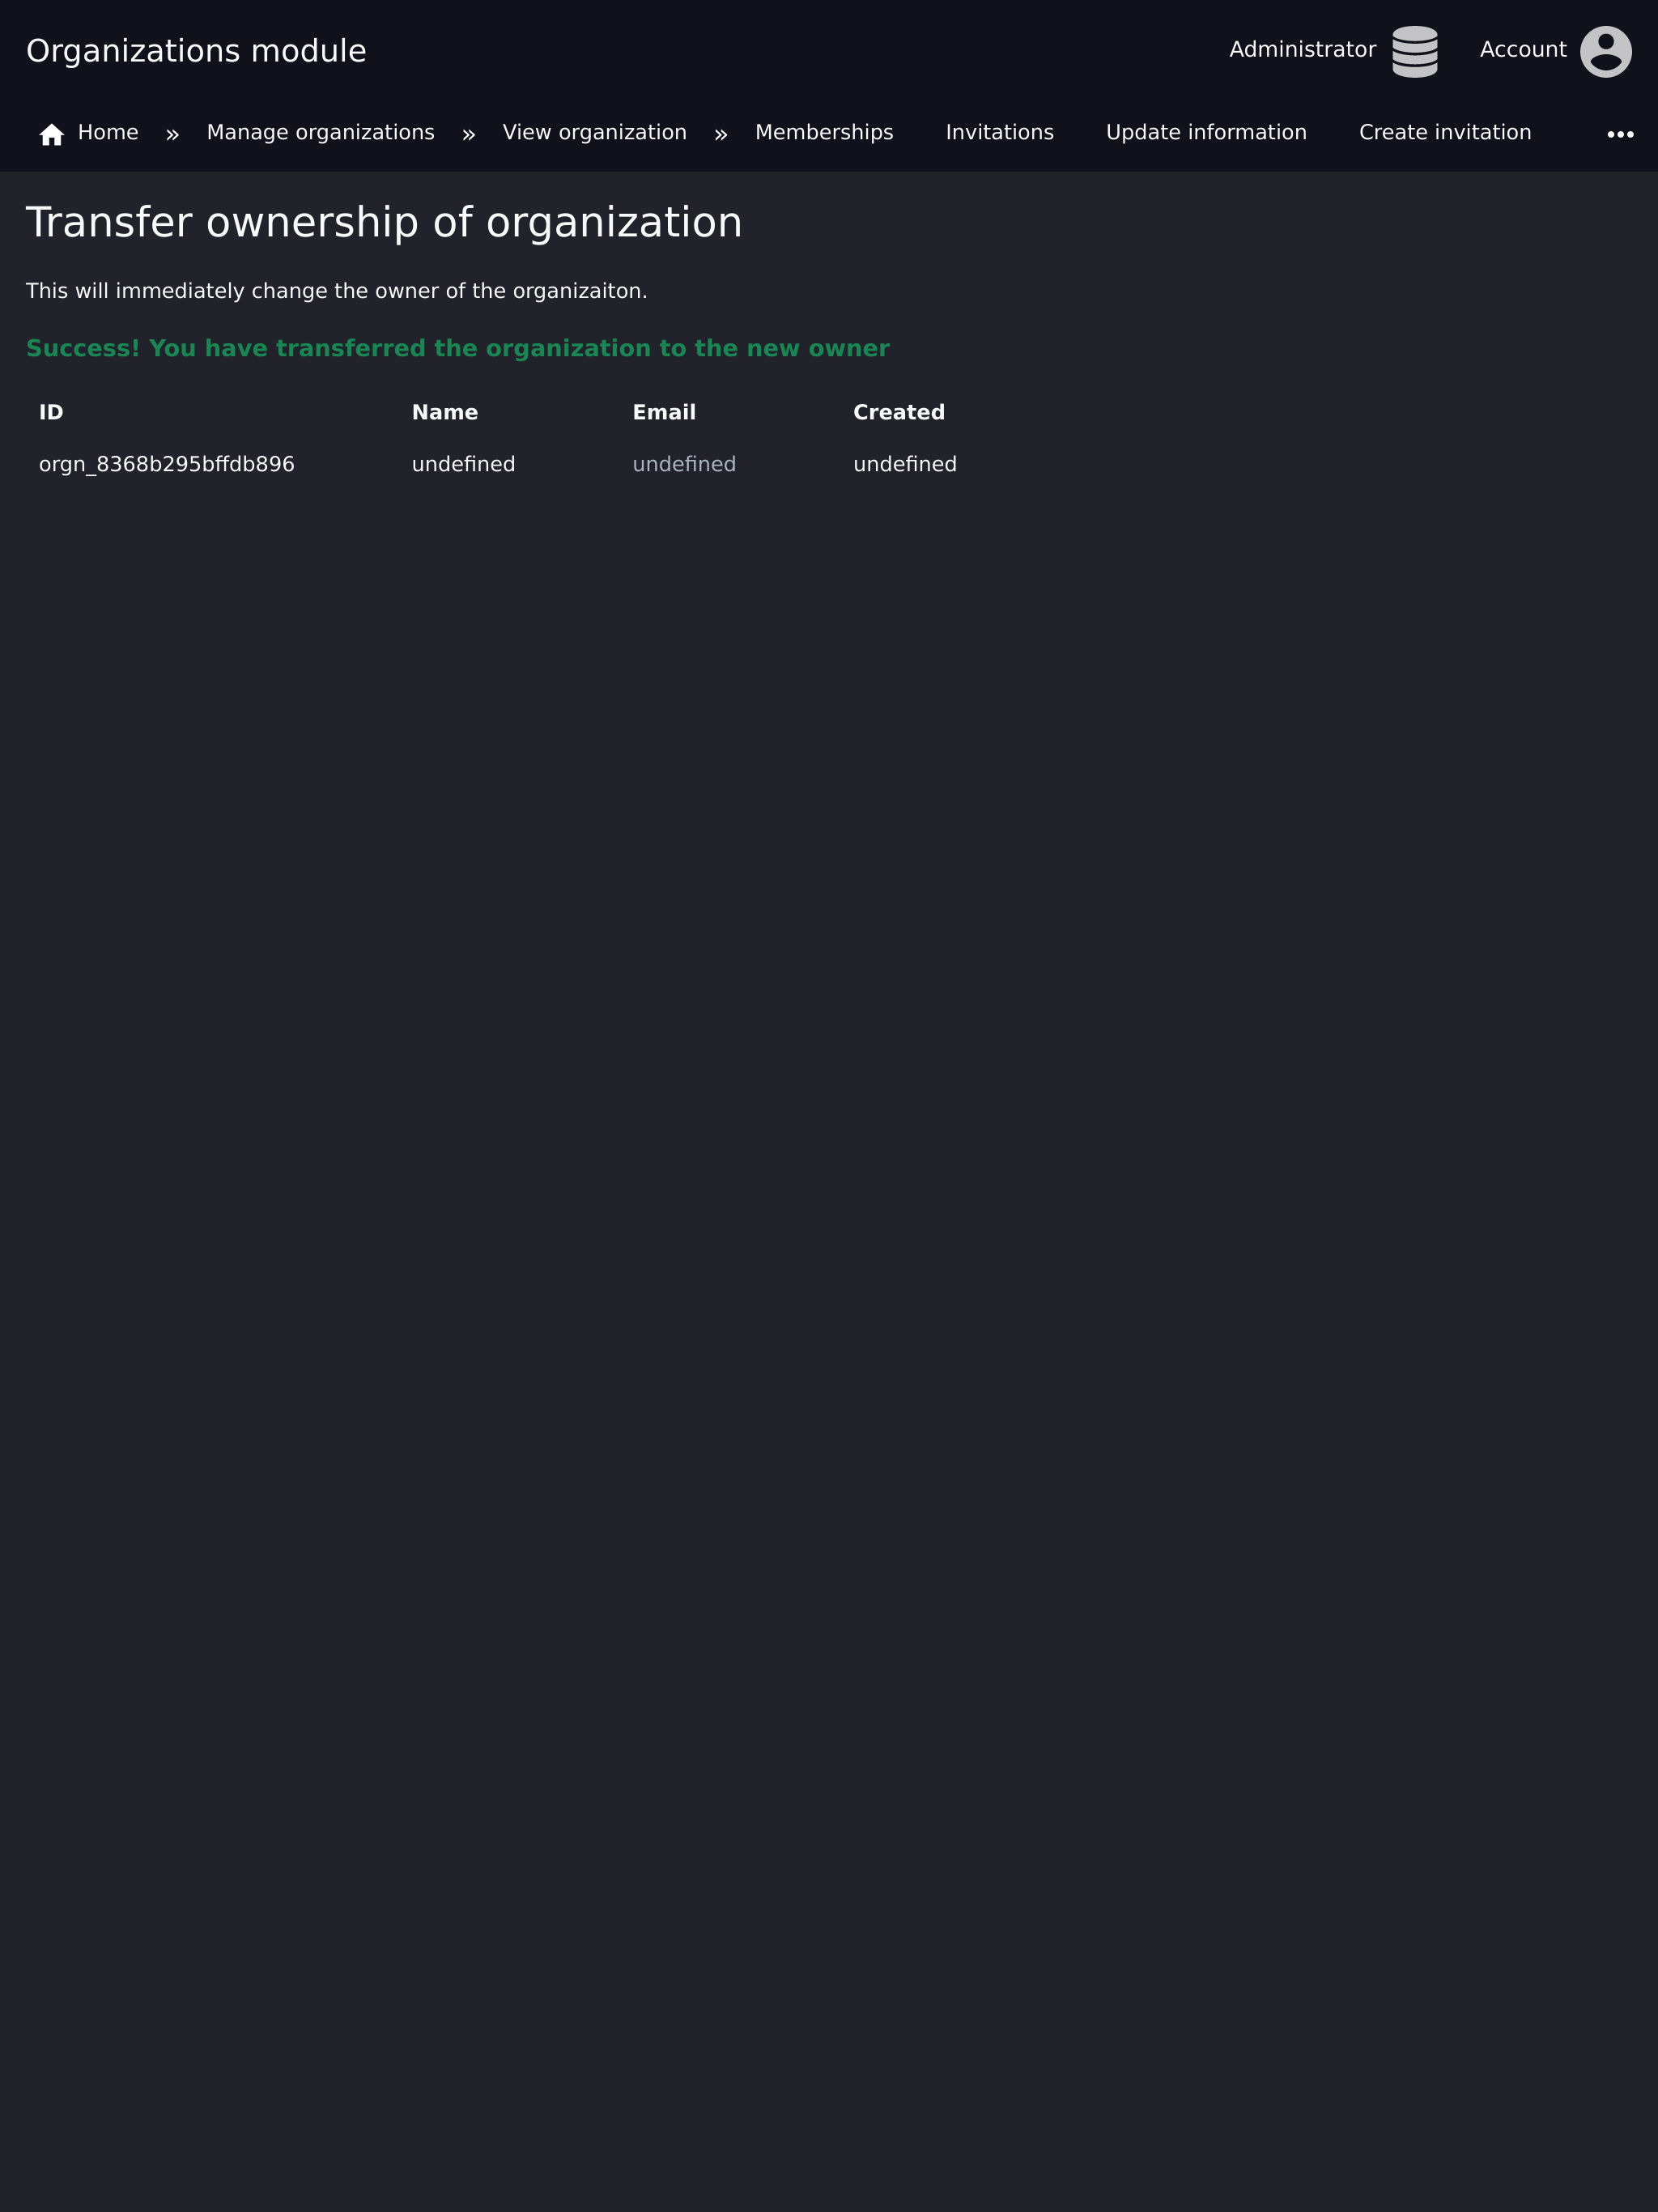 Organizations module
Administrator
Account
Home » Manage organizations » View organization » Memberships Invitations Update information Create invitation •••
Transfer ownership of organization
This will immediately change the owner of the organizaiton.
Success! You have transferred the organization to the new owner
ID Name Email Created
orgn_8368b295bffdb896 undefined undefined undefined